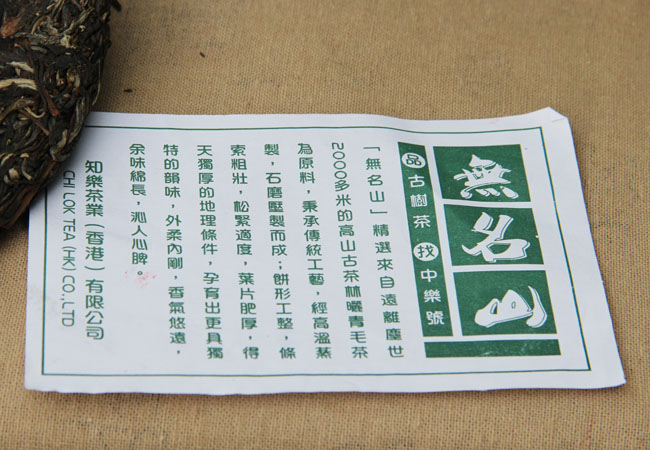 無名山
品古樹茶 找中樂號
「無名山」精選來自遠離塵世
2000多米的高山古茶林曬青毛茶
為原料，秉承傳統工藝，經高溫蒸
製，石磨壓製而成；餅形工整，條
索粗壯，松緊適度，葉片肥厚，得
天獨厚的地理條件，孕育出更具獨
特的韻味，外柔內剛，香氣悠遠，
余味綿長，沁人心脾。
知樂茶業（香港）有限公司
CHI LOK TEA (HK) CO.,LTD